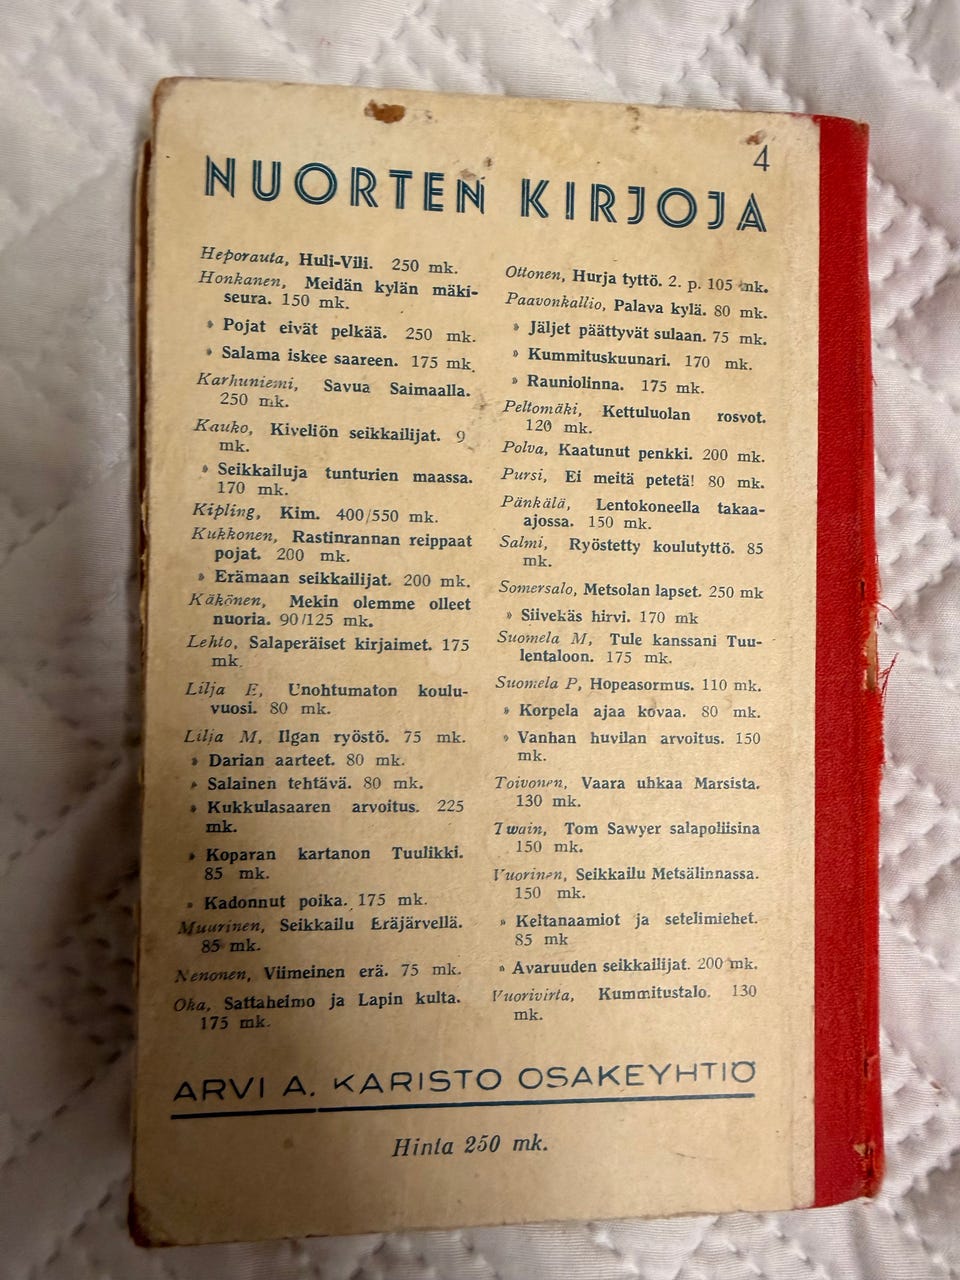 4
NUORTEN KIRJOJA
Heporauta, Huli-Vili. 250 mk.
Honkanen, Meidän kylän mäki-
seura. 150 mk.
» Pojat eivät pelkää. 250 mk.
» Salama iskee saareen. 175 mk.
Karhuniemi, Savua Saimaalla.
250 mk.
Kauko, Kiveliön seikkailijat. 9
mk.
» Seikkailuja tunturien maassa.
170 mk.
Kipling, Kim. 400/550 mk.
Kukkonen, Rastinrannan reippaat
pojat. 200 mk.
» Erämaan seikkailijat. 200 mk.
Käkönen, Mekin olemme olleet
nuoria. 90/125 mk.
Lehto, Salaperäiset kirjaimet. 175
mk.
Lilja E, Unohtumaton koulu-
vuosi. 80 mk.
Lilja M, Ilgan ryöstö. 75 mk.
» Darian aarteet. 80 mk.
» Salainen tehtävä. 80 mk.
» Kukkulasaaren arvoitus. 225
mk.
» Koparan kartanon Tuulikki.
85 mk.
» Kadonnut poika. 175 mk.
Muurinen, Seikkailu Eräjärvellä.
85 mk.
Nenonen, Viimeinen erä. 75 mk.
Oka, Sattaheimo ja Lapin kulta.
175 mk.
Ottonen, Hurja tyttö. 2. p. 105 mk.
Paavonkallio, Palava kylä. 80 mk.
» Jäljet päättyvät sulaan. 75 mk.
» Kummituskuunari. 170 mk.
» Rauniolinna. 175 mk.
Peltomäki, Kettuluolan rosvot.
120 mk.
Polva, Kaatunut penkki. 200 mk.
Pursi, Ei meitä petetä! 80 mk.
Pänkälä, Lentokoneella takaa-
ajossa. 150 mk.
Salmi, Ryöstetty koulutyttö. 85
mk.
Somersalo, Metsolan lapset. 250 mk
» Siivekäs hirvi. 170 mk
Suomela M, Tule kanssani Tuu-
lentaloon. 175 mk.
Suomela P, Hopeasormus. 110 mk.
» Korpela ajaa kovaa. 80 mk.
» Vanhan huvilan arvoitus. 150
mk.
Toivonen, Vaara uhkaa Marsista.
130 mk.
Twain, Tom Sawyer salapoliisina
150 mk.
Vuorinen, Seikkailu Metsälinnassa.
150 mk.
» Keltanaamiot ja setelimiehet.
85 mk
» Avaruuden seikkailijat. 200 mk.
Vuorivirta, Kummitustalo. 130
mk.
ARVI A. KARISTO OSAKEYHTIÖ
Hinta 250 mk.